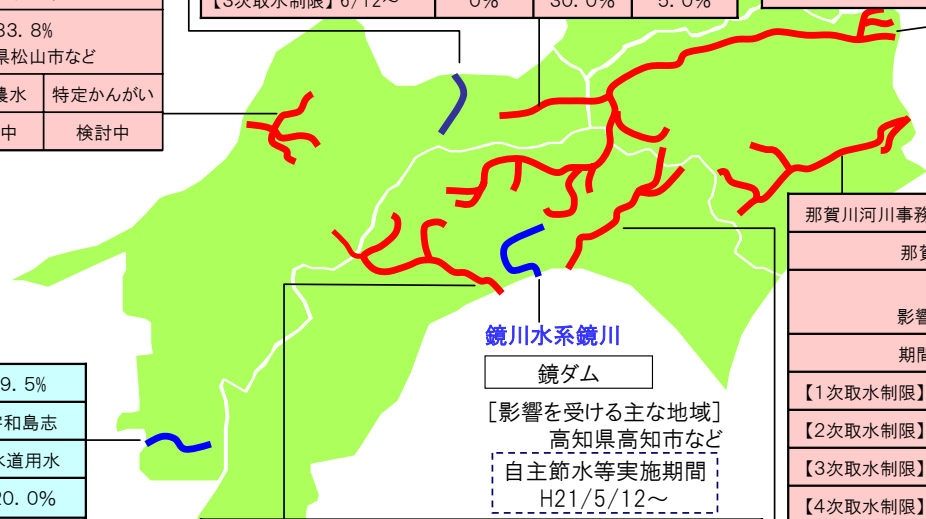 【3次取水制限】 6/12～ 0% 30.0% 5.0%
33.8%
県松山市など
農水 特定かんがい
中 検討中
那賀川河川事務
那賀
影響
期間
【1次取水制限】
【2次取水制限】
【3次取水制限】
【4次取水制限】
鏡川水系鏡川
鏡ダム
[影響を受ける主な地域]
高知県高知市など
自主節水等実施期間
H21/5/12～
9.5%
宇和島志
水道用水
20.0%